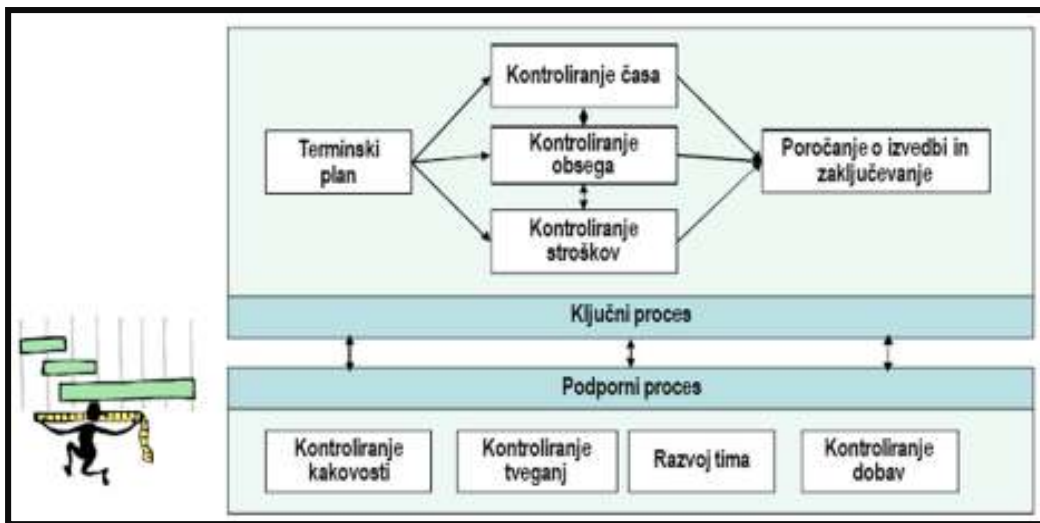 Kontroliranje časa
Terminski
plan
Kontroliranje
obsega
Poročanje o izvedbi in
zaključevanje
Kontroliranje
stroškov
Ključni proces
Podporni proces
Kontroliranje
kakovosti
Kontroliranje
tveganj
Razvoj tima
Kontroliranje
dobav